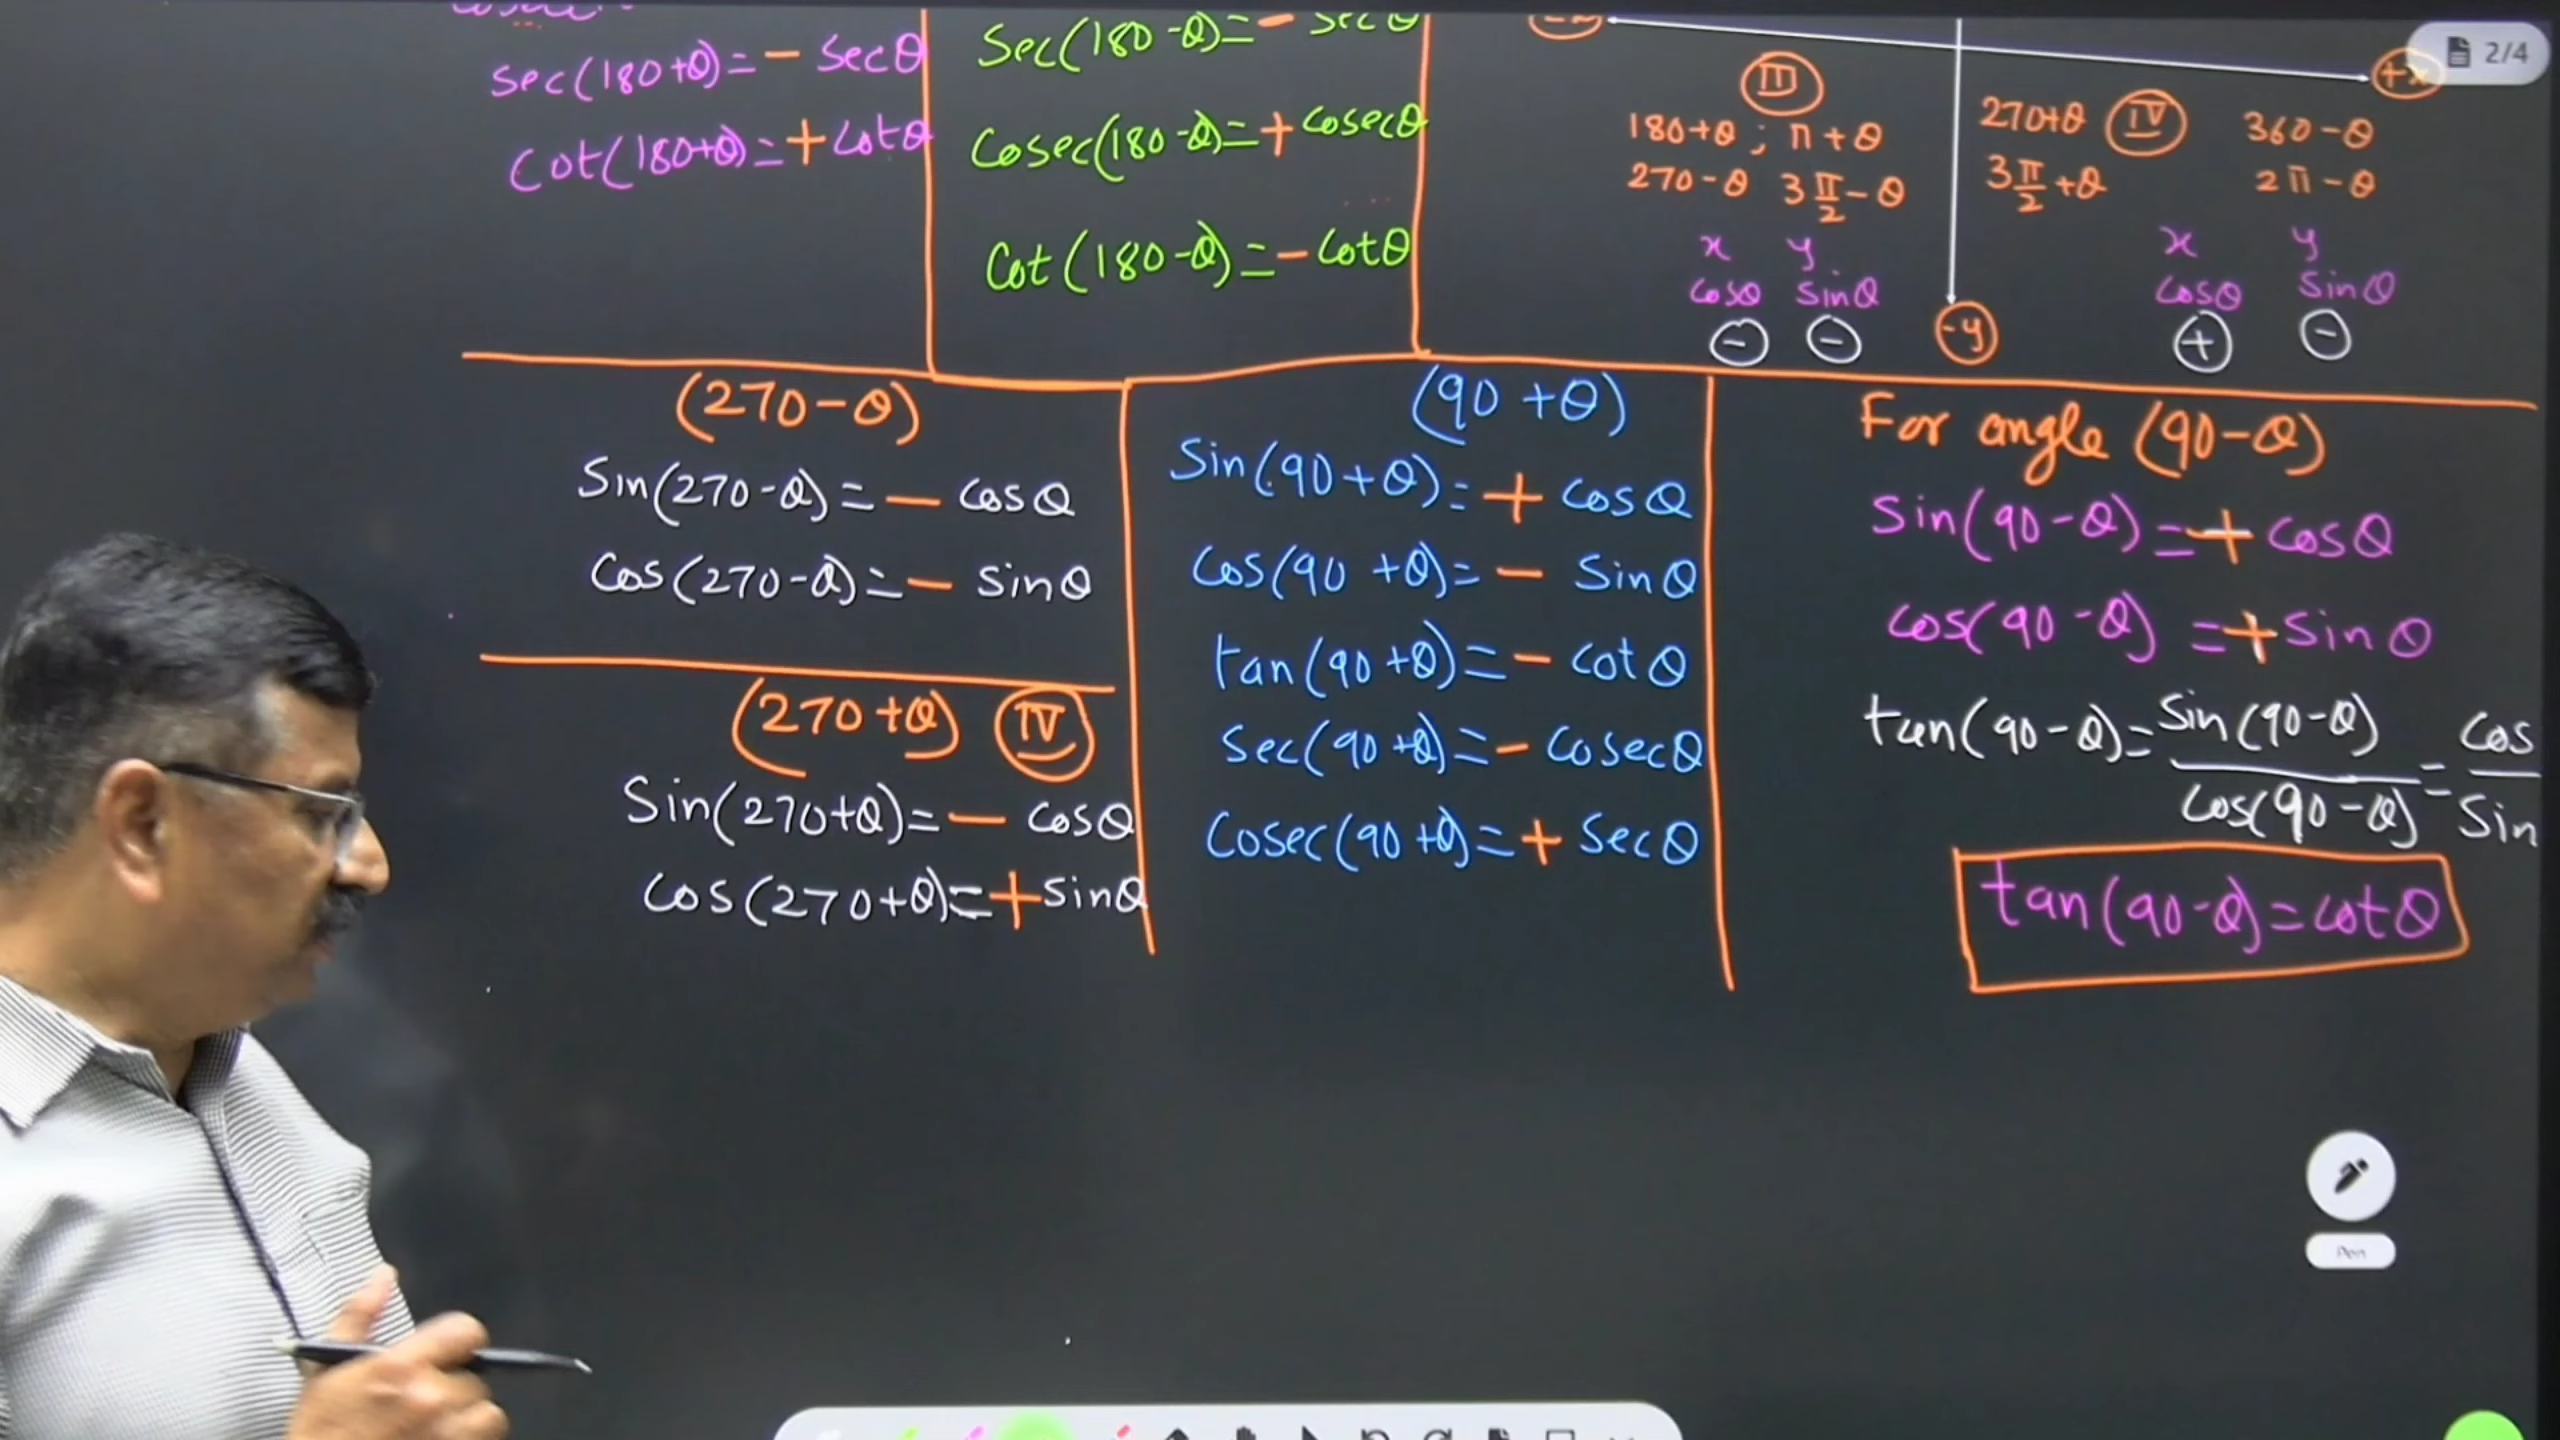 Sec(180+θ)=- Secθ
Cot(180+θ)=+Cotθ
Sec(180-θ)=- Secθ
Cosec(180-θ)=+Cosecθ
Cot(180-θ)=-Cotθ
+x
2/4
III
180+θ ; π+θ
270-θ 3π/2-θ
x y
Cosθ Sinθ
- -
-y
270+θ IV 360-θ
3π/2+θ 2π-θ
x y
Cosθ Sinθ
+ -
(270-θ)
Sin(270-θ)=- Cosθ
Cos(270-θ)=- Sinθ
(270+θ) IV
Sin(270+θ)=- Cosθ
Cos(270+θ)=+Sinθ
(90+θ)
Sin(90+θ)=+ Cosθ
Cos(90+θ)=- Sinθ
tan(90+θ)=- Cotθ
Sec(90+θ)=- Cosecθ
Cosec(90+θ)=+ Secθ
For angle (90-θ)
Sin(90-θ)=+ Cosθ
Cos(90-θ)=+Sinθ
tan(90-θ)=Sin(90-θ)/Cos(90-θ)=Cos/Sin
tan(90-θ)=Cotθ
Pen